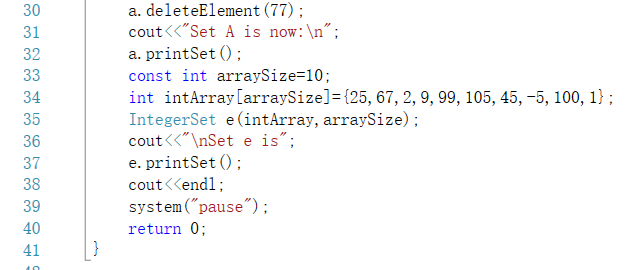 30 a.deleteElement(77);
31 cout<<"Set A is now:\n";
32 a.printSet();
33 const int arraySize=10;
34 int intArray[arraySize]={25,67,2,9,99,105,45,-5,100,1};
35 IntegerSet e(intArray,arraySize);
36 cout<<"\nSet e is";
37 e.printSet();
38 cout<<endl;
39 system("pause");
40 return 0;
41 }